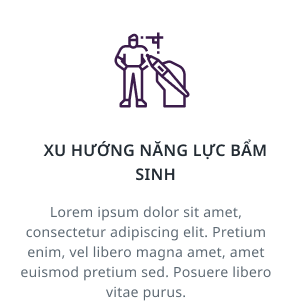 XU HƯỚNG NĂNG LỰC BẨM
SINH
Lorem ipsum dolor sit amet,
consectetur adipiscing elit. Pretium
enim, vel libero magna amet, amet
euismod pretium sed. Posuere libero
vitae purus.